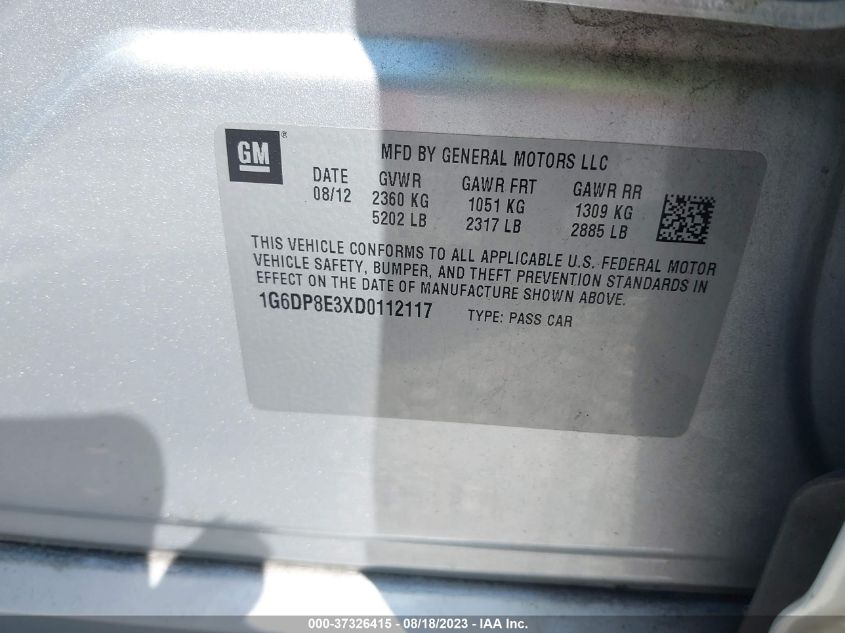 GM® MFD BY GENERAL MOTORS LLC
DATE GVWR GAWR FRT GAWR RR
08/12 2360 KG 1051 KG 1309 KG
5202 LB 2317 LB 2885 LB
THIS VEHICLE CONFORMS TO ALL APPLICABLE U.S. FEDERAL MOTOR
VEHICLE SAFETY, BUMPER, AND THEFT PREVENTION STANDARDS IN
EFFECT ON THE DATE OF MANUFACTURE SHOWN ABOVE.
1G6DP8E3XD0112117 TYPE: PASS CAR
000-37326415 - 08/18/2023 - IAA Inc.